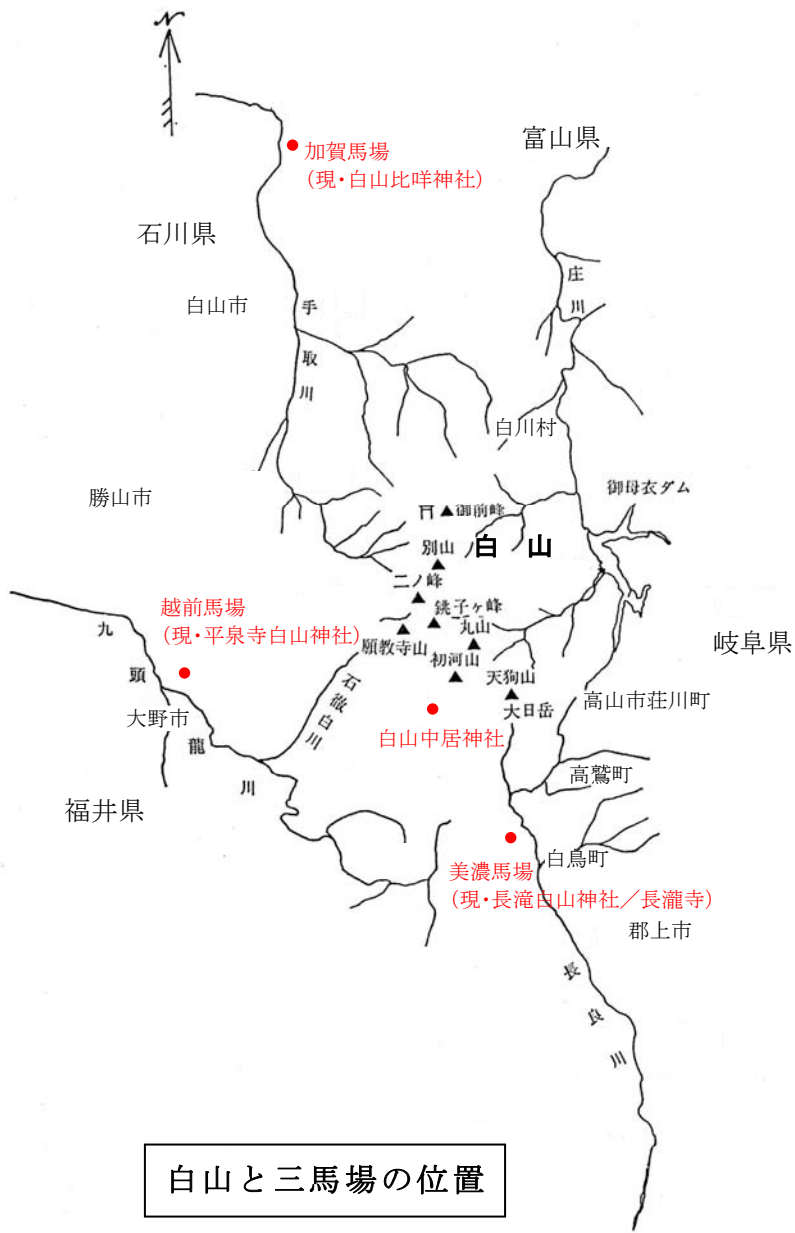 N
加賀馬場
(現・白山比咩神社)
富山県
石川県
庄川
白山市
手取川
白川村
勝山市
御母衣ダム
御前峰
白山
別山
二ノ峰
銚子ヶ峰
越前馬場
(現・平泉寺白山神社)
丸山
願教寺山
初河山
岐阜県
九頭龍川
石徹白川
天狗山
大日岳
高山市荘川町
大野市
白山中居神社
高鷲町
福井県
白鳥町
美濃馬場
(現・長滝白山神社／長瀧寺)
郡上市
長良川
白山と三馬場の位置